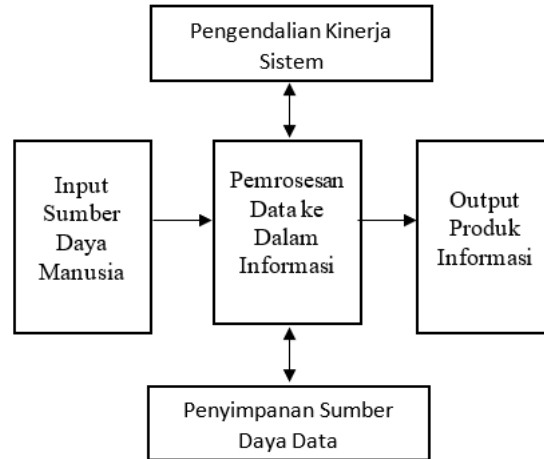 Pengendalian Kinerja
Sistem
Input
Sumber
Daya
Manusia
Pemrosesan
Data ke
Dalam
Informasi
Output
Produk
Informasi
Penyimpanan Sumber
Daya Data